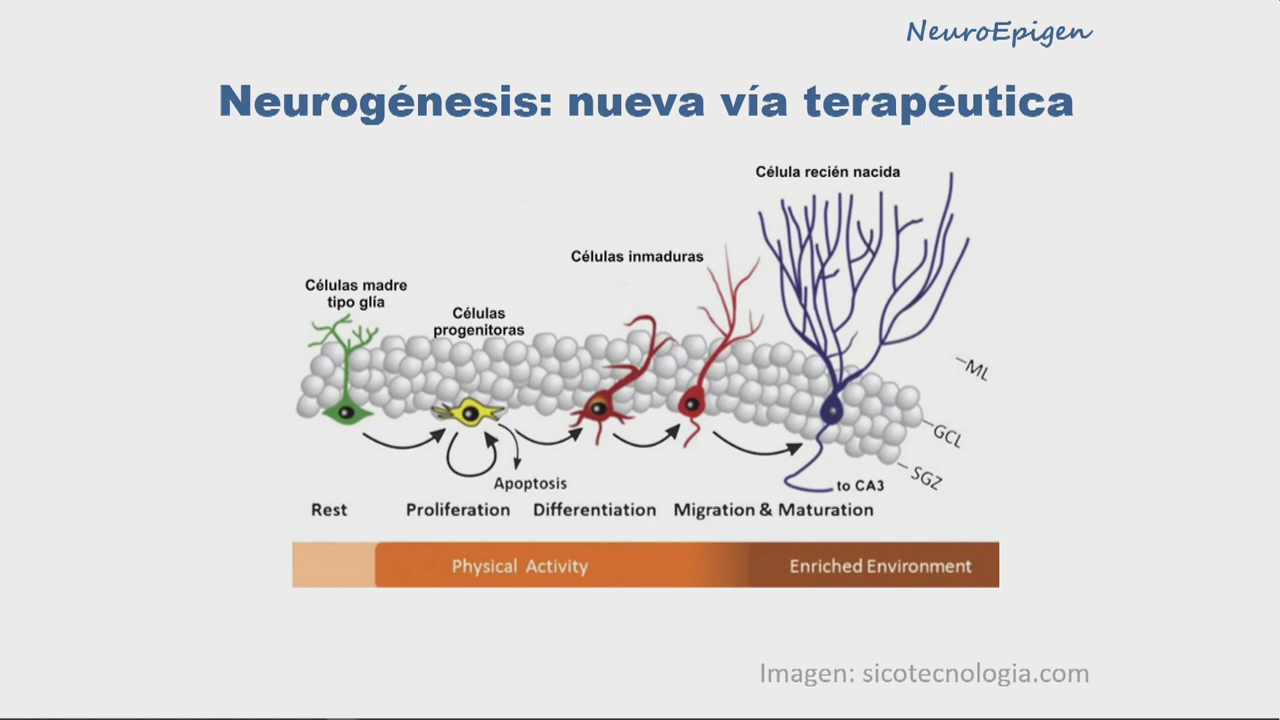 NeuroEpigen
Neurogénesis: nueva vía terapéutica
Célula recién nacida
Células inmaduras
Células madre
tipo glía
Células
progenitoras
ML
GCL
SGZ
Apoptosis
to CA3
Rest
Proliferation
Differentiation
Migration & Maturation
Physical Activity
Enriched Environment
Imagen: sicotecnologia.com